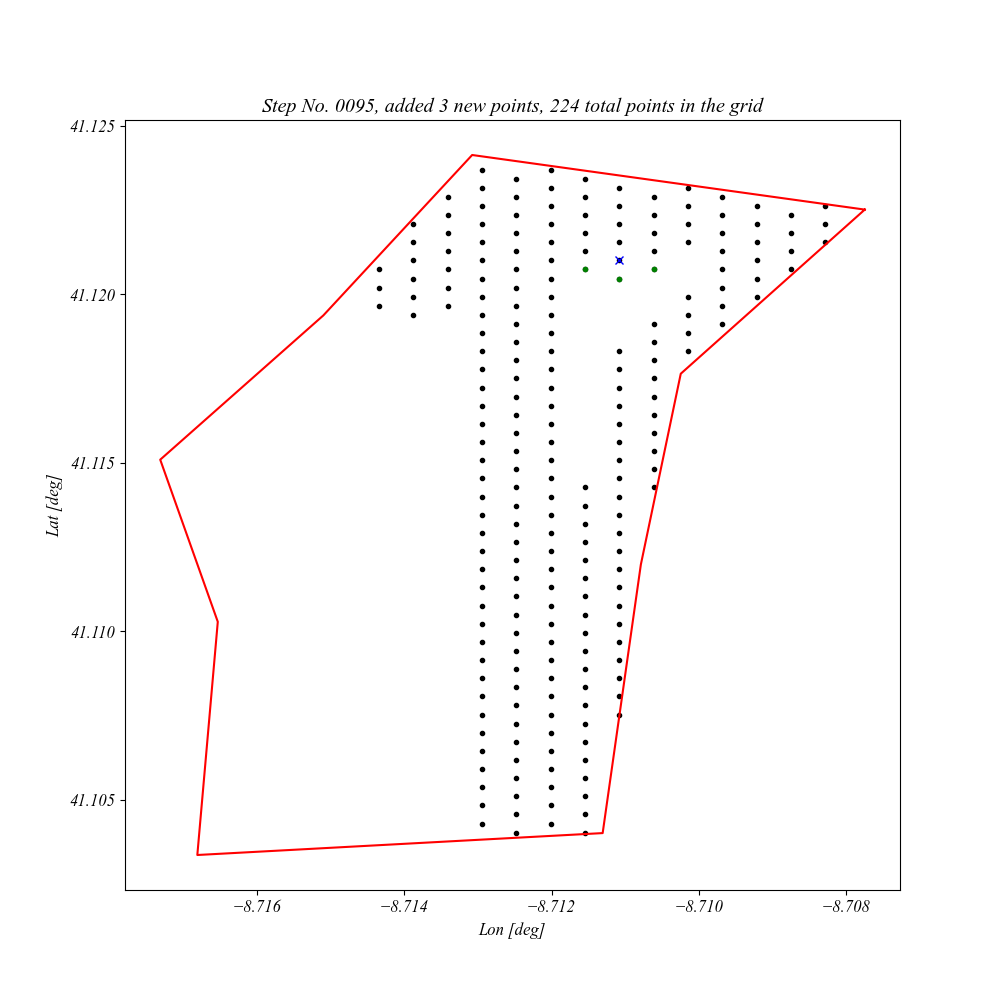 Step No. 0095, added 3 new points, 224 total points in the grid
41.125
41.120
41.115
41.110
41.105
Lat [deg]
−8.716 −8.714 −8.712 −8.710 −8.708
Lon [deg]